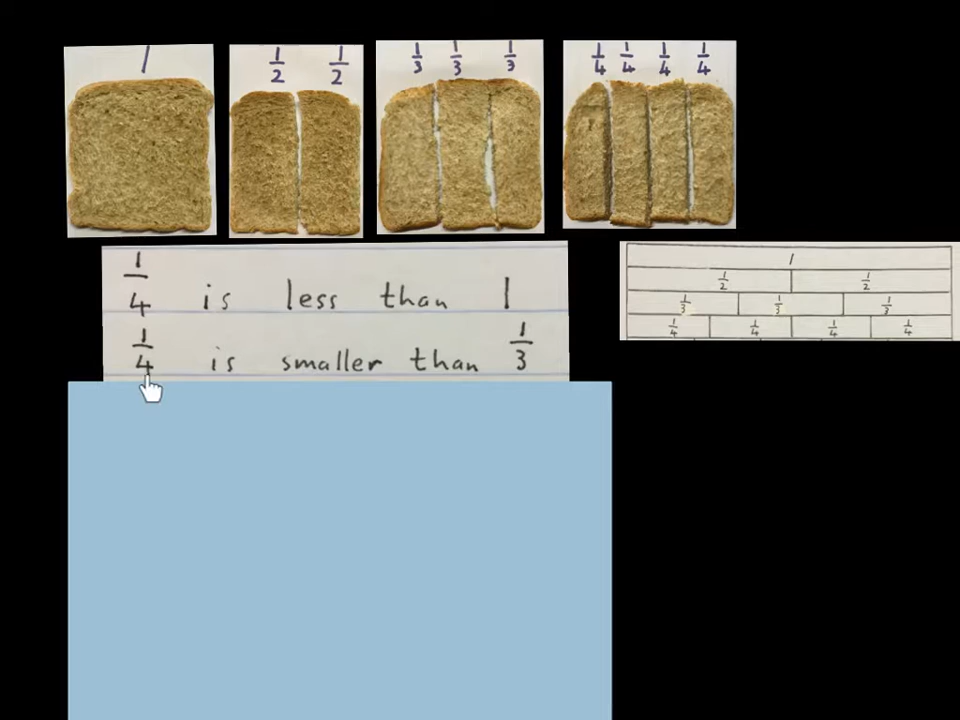 1
1/2 1/2
1/3 1/3 1/3
1/4 1/4 1/4 1/4
1/4 is less than 1
1/4 is smaller than 1/3
1
1/2 1/2
1/3 1/3 1/3
1/4 1/4 1/4 1/4